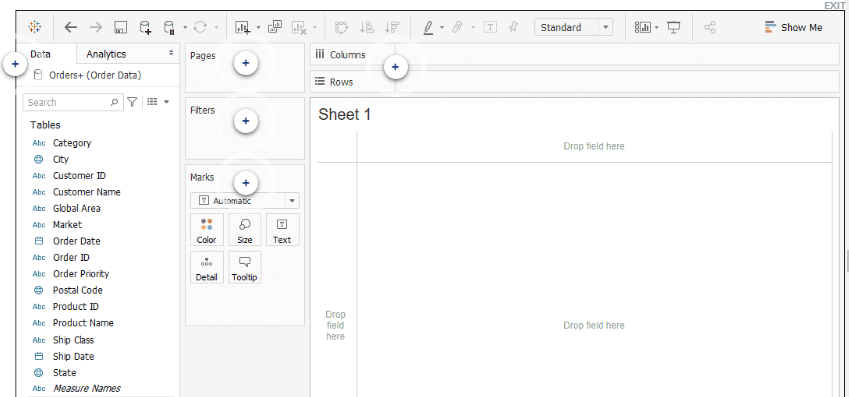 EXIT
Standard
Show Me
Data
Analytics
Orders+ (Order Data)
Search
Tables
Abc Category
City
Abc Customer ID
Abc Customer Name
Abc Global Area
Abc Market
Order Date
Abc Order ID
Abc Order Priority
Postal Code
Abc Product ID
Abc Product Name
Abc Ship Class
Ship Date
State
Abc Measure Names
Pages
Filters
Marks
T Automatic
Color Size Text
Detail Tooltip
Columns
Rows
Sheet 1
Drop field here
Drop
field
here
Drop field here